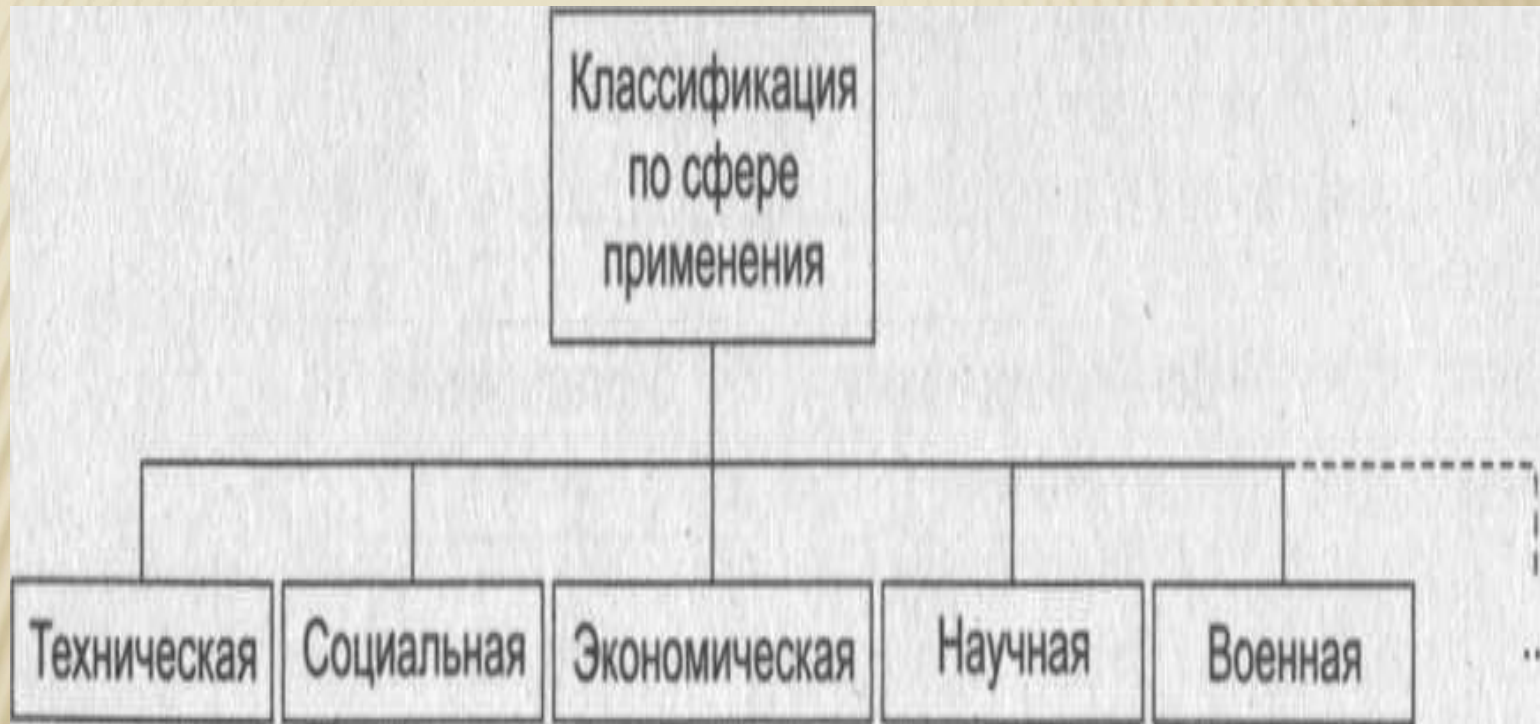 Классификация
по сфере
применения
Техническая
Социальная
Экономическая
Научная
Военная
..